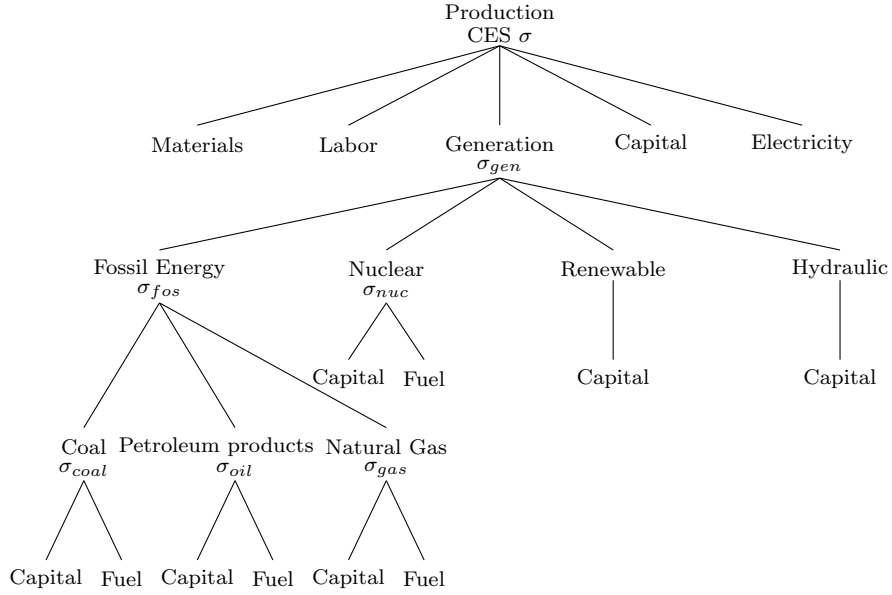 Production
CES σ
Materials Labor Generation Capital Electricity
σ_gen
Fossil Energy Nuclear Renewable Hydraulic
σ_fos σ_nuc
Capital Fuel Capital Capital
Coal Petroleum products Natural Gas
σ_coal σ_oil σ_gas
Capital Fuel Capital Fuel Capital Fuel